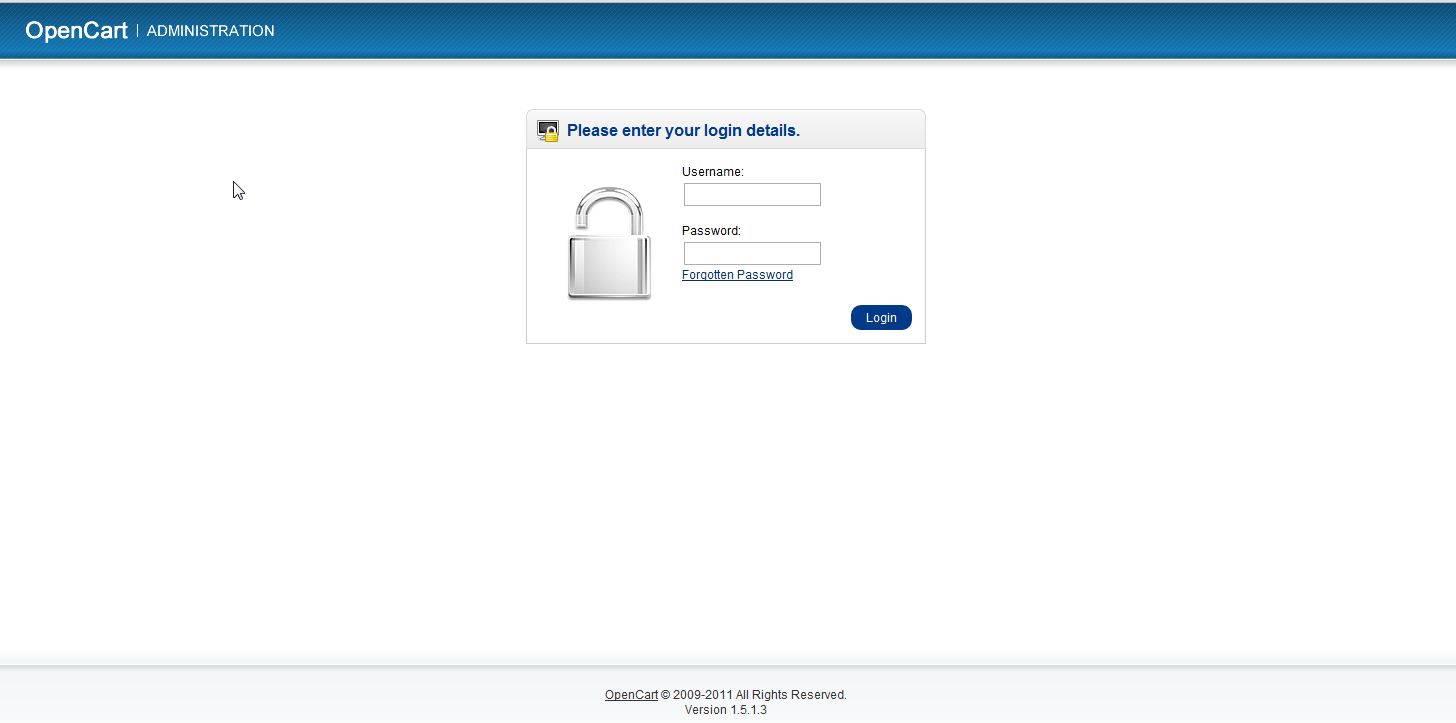 OpenCart | ADMINISTRATION
Please enter your login details.
Username:
Password:
Forgotten Password
Login
OpenCart © 2009-2011 All Rights Reserved.
Version 1.5.1.3